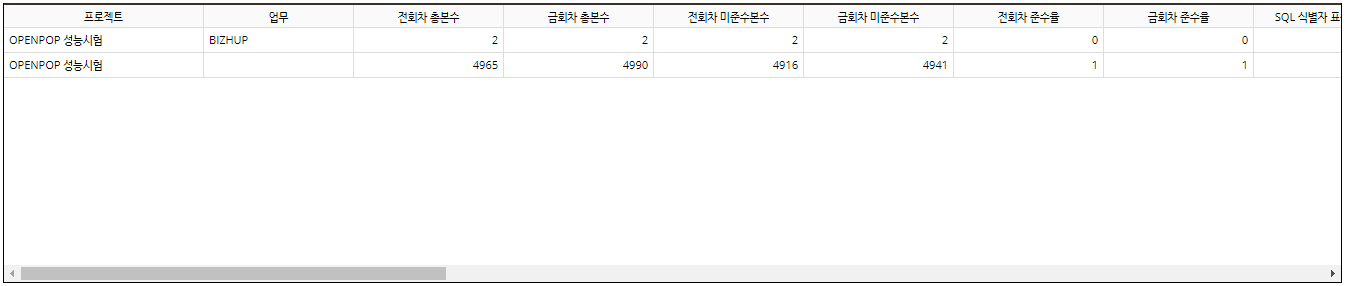 프로젝트 업무 전회차 총본수 금회차 총본수 전회차 미준수본수 금회차 미준수본수 전회차 준수율 금회차 준수율 SQL 식별자
OPENPOP 성능시험 BIZHUP 2 2 2 2 0 0
OPENPOP 성능시험 4965 4990 4916 4941 1 1